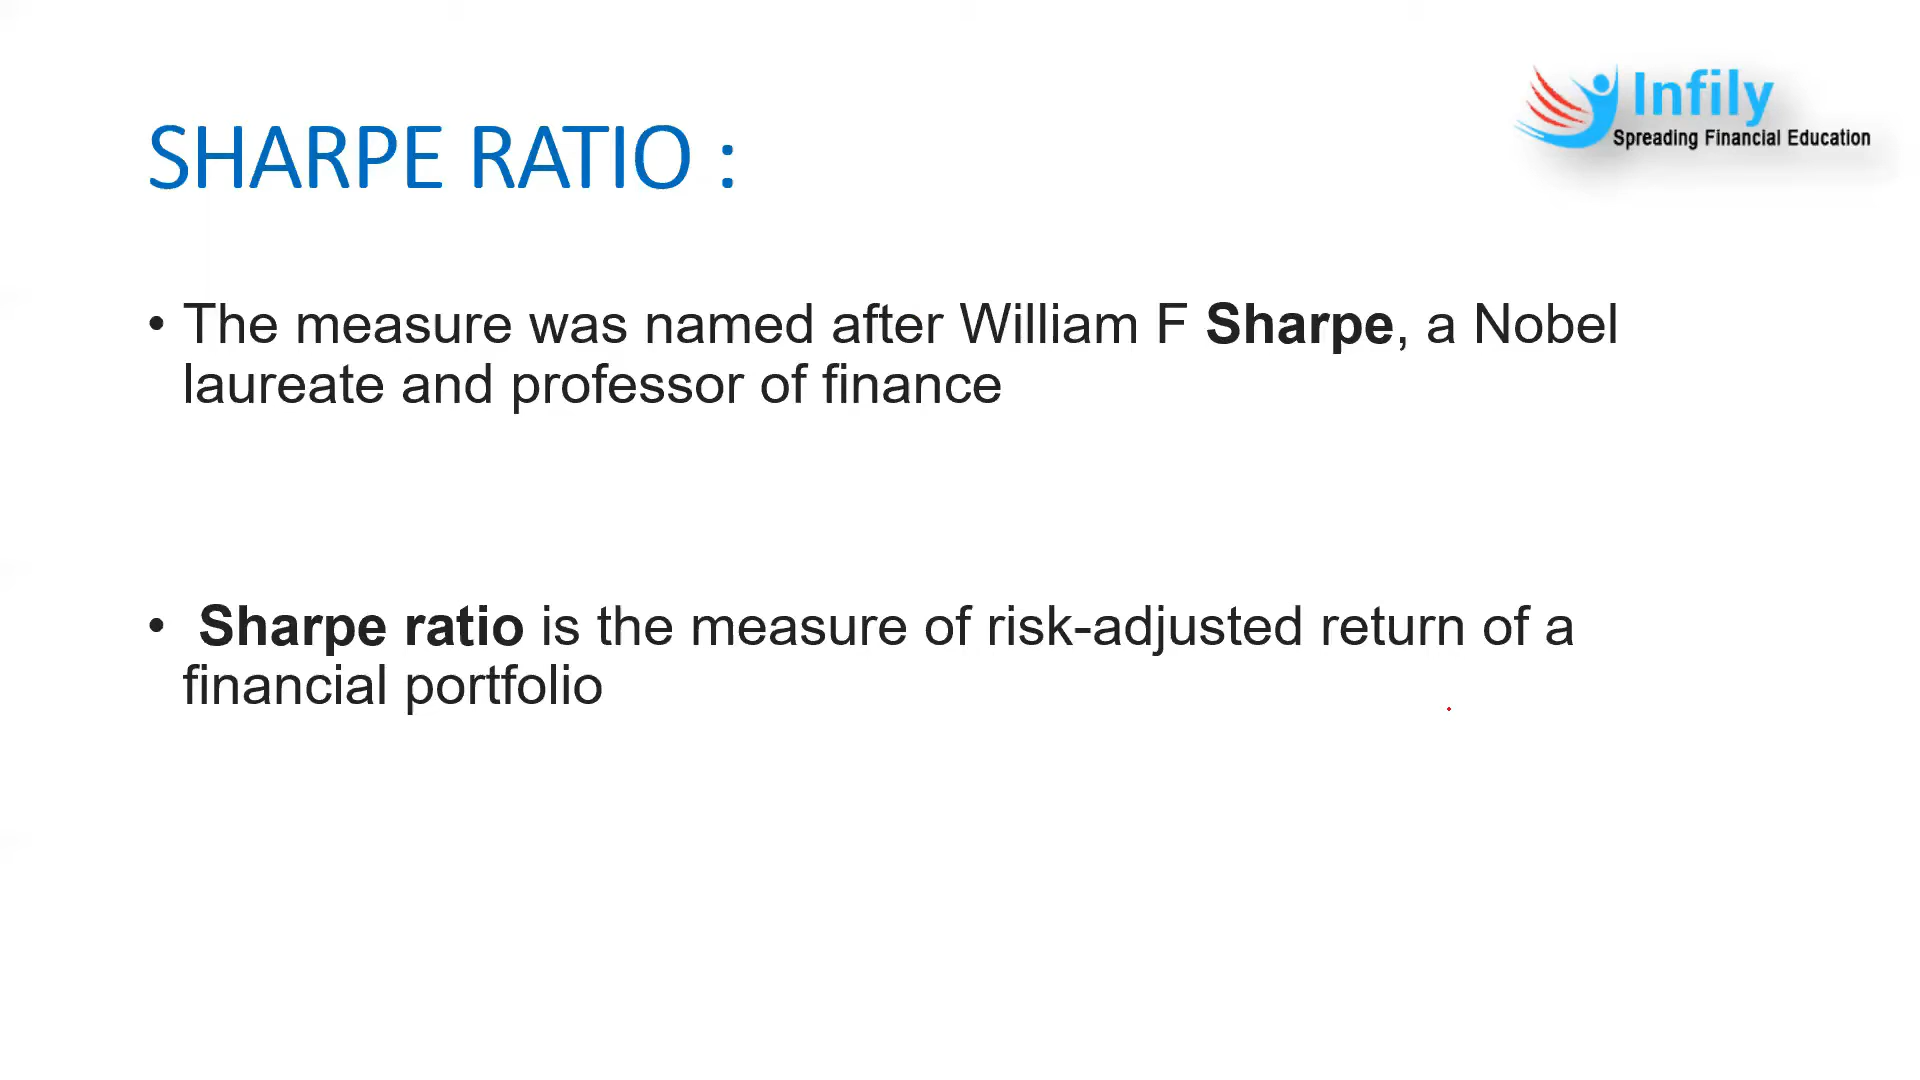 Infily
Spreading Financial Education
SHARPE RATIO :
• The measure was named after William F Sharpe, a Nobel
laureate and professor of finance
• Sharpe ratio is the measure of risk-adjusted return of a
financial portfolio